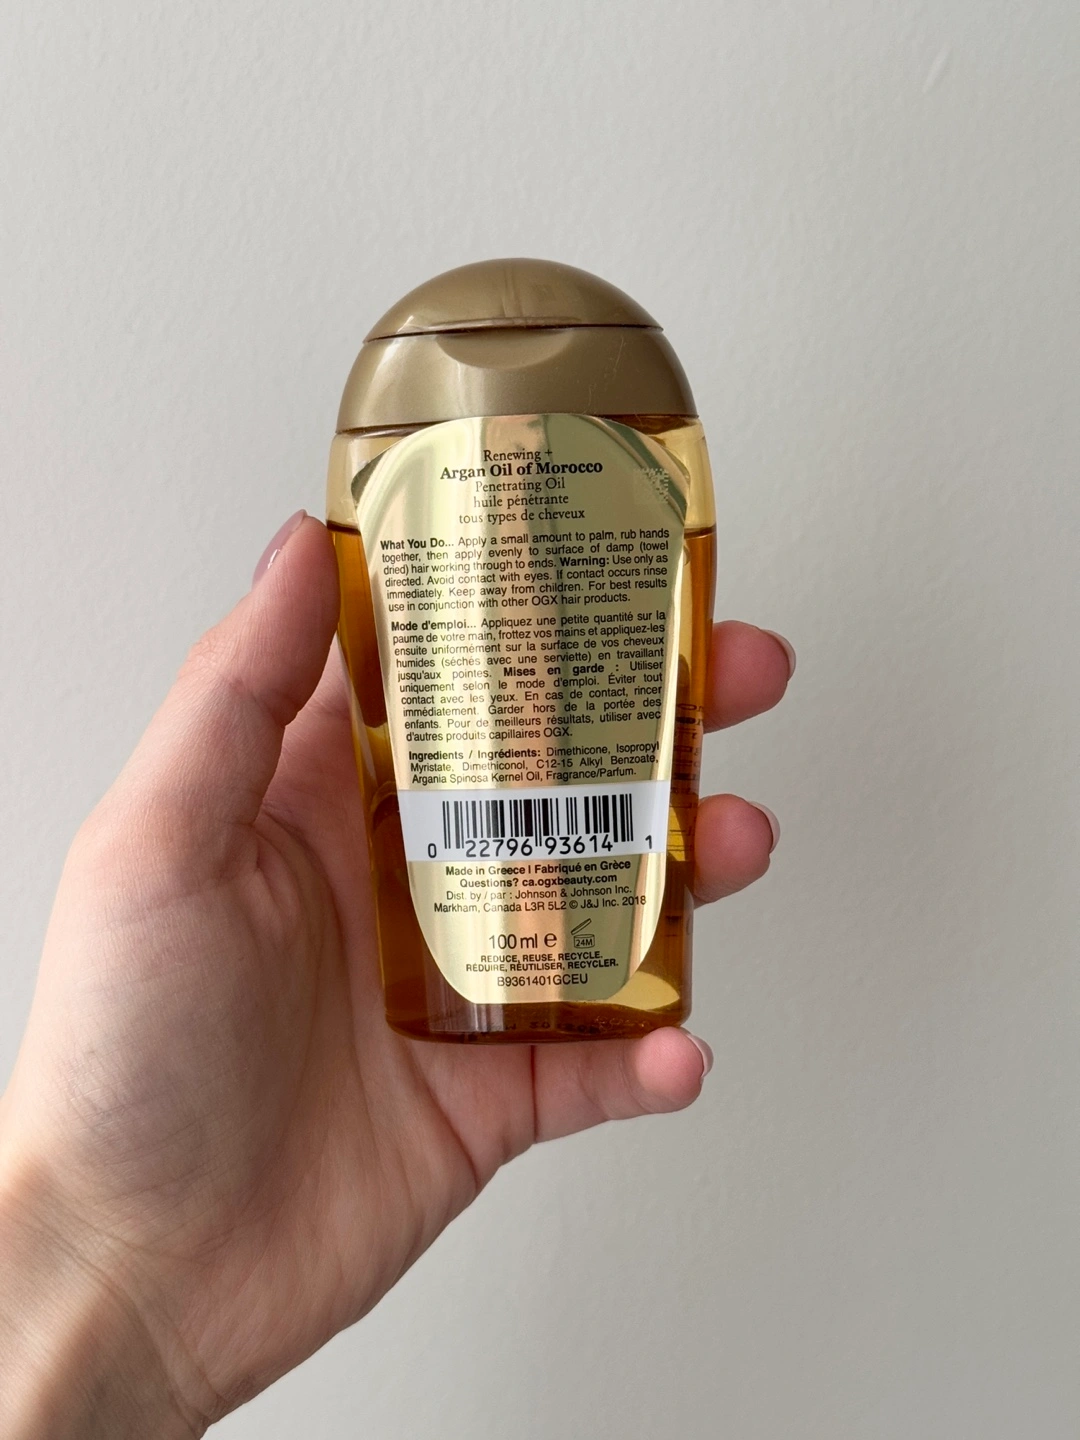 Renewing +
Argan Oil of Morocco
Penetrating Oil
huile pénétrante
tous types de cheveux
What You Do... Apply a small amount to palm, rub hands
together, then apply evenly to surface of damp (towel
dried) hair working through to ends. Warning: Use only as
directed. Avoid contact with eyes. If contact occurs rinse
immediately. Keep away from children. For best results
use in conjunction with other OGX hair products.
Mode d'emploi... Appliquez une petite quantité sur la
paume de votre main, frottez vos mains et appliquez-les
ensuite uniformément sur la surface de vos cheveux
humides (séchés avec une serviette) en travaillant
jusqu'aux pointes. Mises en garde : Utiliser
uniquement selon le mode d'emploi. Éviter tout
contact avec les yeux. En cas de contact, rincer
immédiatement. Garder hors de la portée des
enfants. Pour de meilleurs résultats, utiliser avec
d'autres produits capillaires OGX.
Ingredients / Ingrédients: Dimethicone, Isopropyl
Myristate, Dimethiconol, C12-15 Alkyl Benzoate,
Argania Spinosa Kernel Oil, Fragrance/Parfum.
0 22796 93614 1
Made in Greece | Fabriqué en Grèce
Questions? ca.ogxbeauty.com
Dist. by / par : Johnson & Johnson Inc.
Markham, Canada L3R 5L2 © J&J Inc. 2018
100 ml e 24M
REDUCE, REUSE, RECYCLE.
RÉDUIRE, RÉUTILISER, RECYCLER.
B9361401GCEU